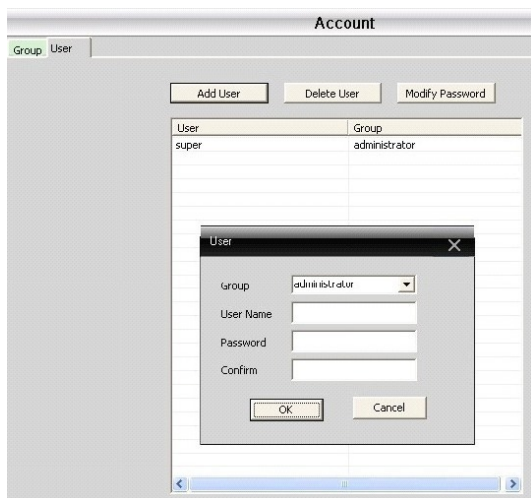 Account
Group User
Add User Delete User Modify Password
User Group
super administrator
User
Group administrator
User Name
Password
Confirm
OK Cancel